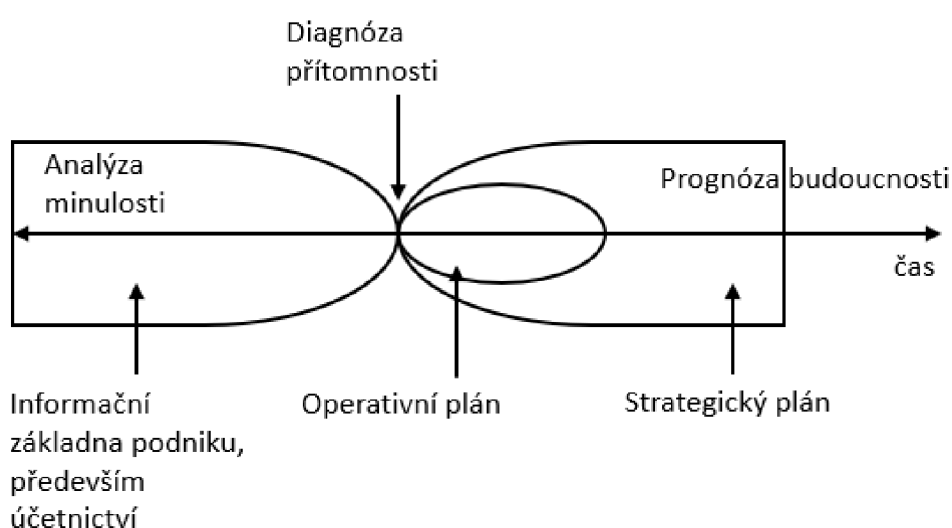 Diagnóza
přítomnosti
Analýza
minulosti
Prognóza budoucnosti
čas
Informační
základna podniku,
především
účetnictví
Operativní plán
Strategický plán